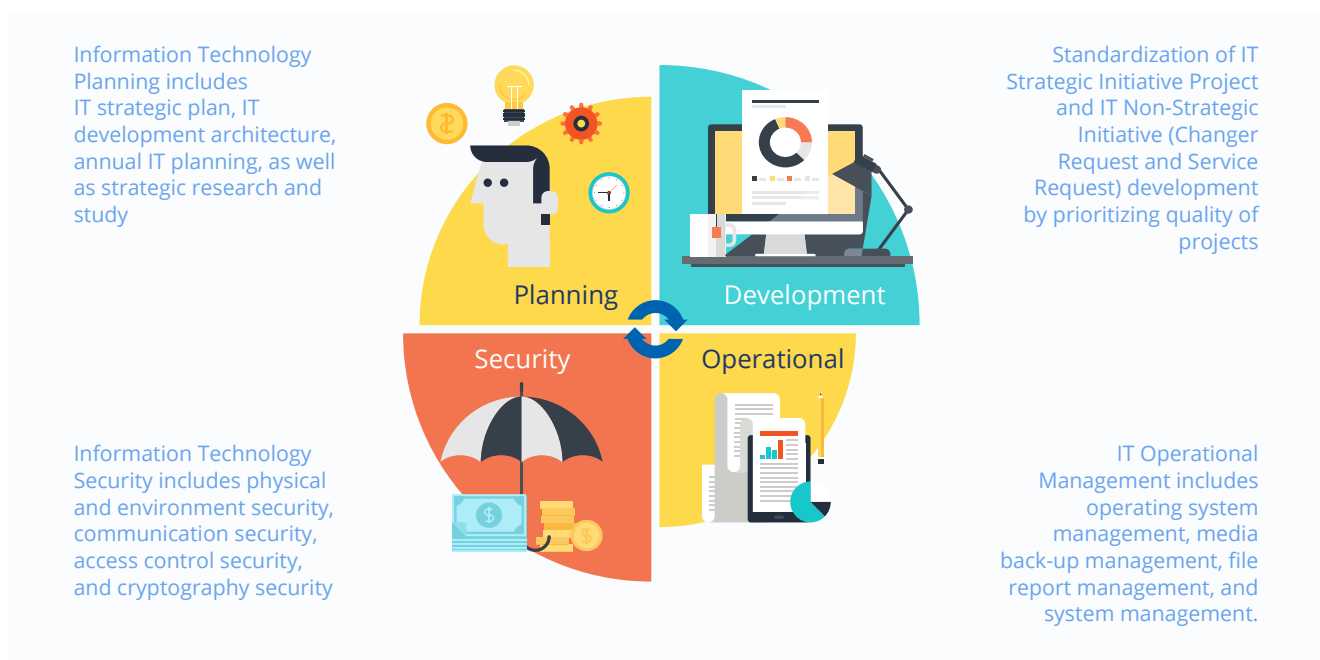 Information Technology
Planning includes
IT strategic plan, IT
development architecture,
annual IT planning, as well
as strategic research and
study
Standardization of IT
Strategic Initiative Project
and IT Non-Strategic
Initiative (Changer
Request and Service
Request) development
by prioritizing quality of
projects
Planning
Development
Security
Operational
Information Technology
Security includes physical
and environment security,
communication security,
access control security,
and cryptography security
IT Operational
Management includes
operating system
management, media
back-up management, file
report management, and
system management.